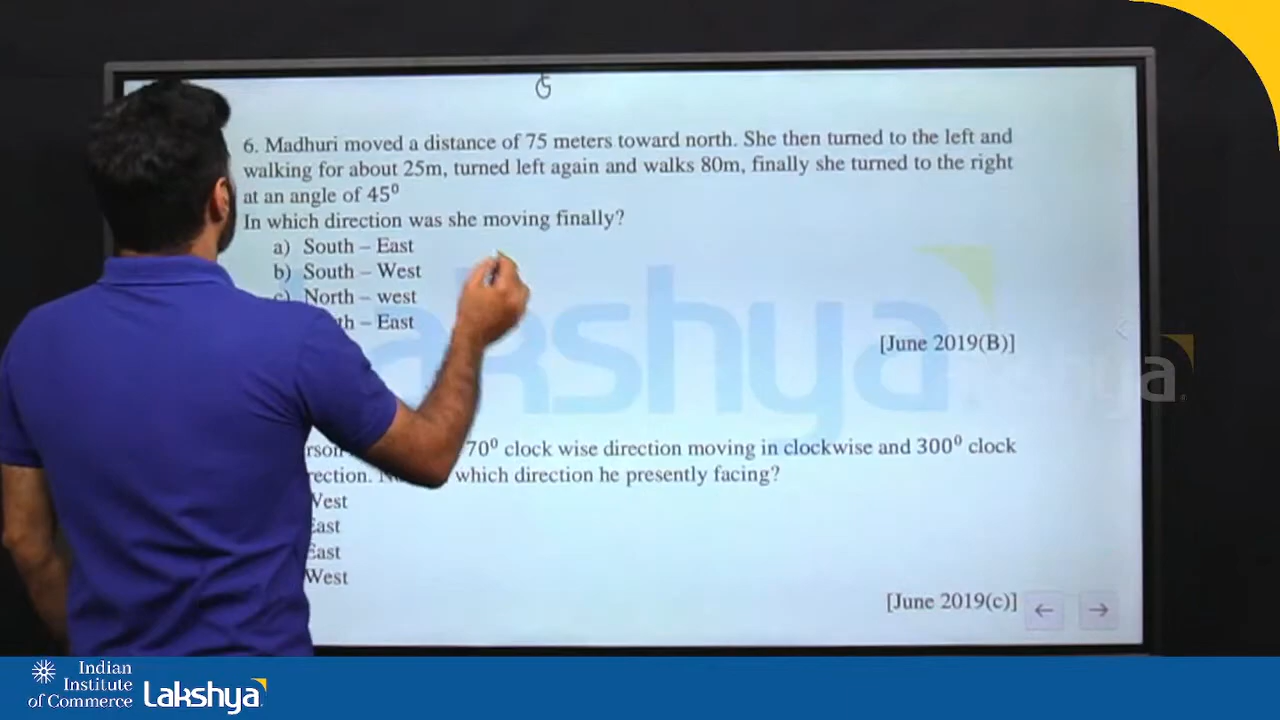 6. Madhuri moved a distance of 75 meters toward north. She then turned to the left and
walking for about 25m, turned left again and walks 80m, finally she turned to the right
at an angle of 45⁰
In which direction was she moving finally?
a) South – East
b) South – West
c) North – west
th – East
[June 2019(B)]
lakshya
a
70⁰ clock wise direction moving in clockwise and 300⁰ clock
which direction he presently facing?
West
East
East
West
[June 2019(c)]
← →
Indian
Institute
of Commerce
Lakshya